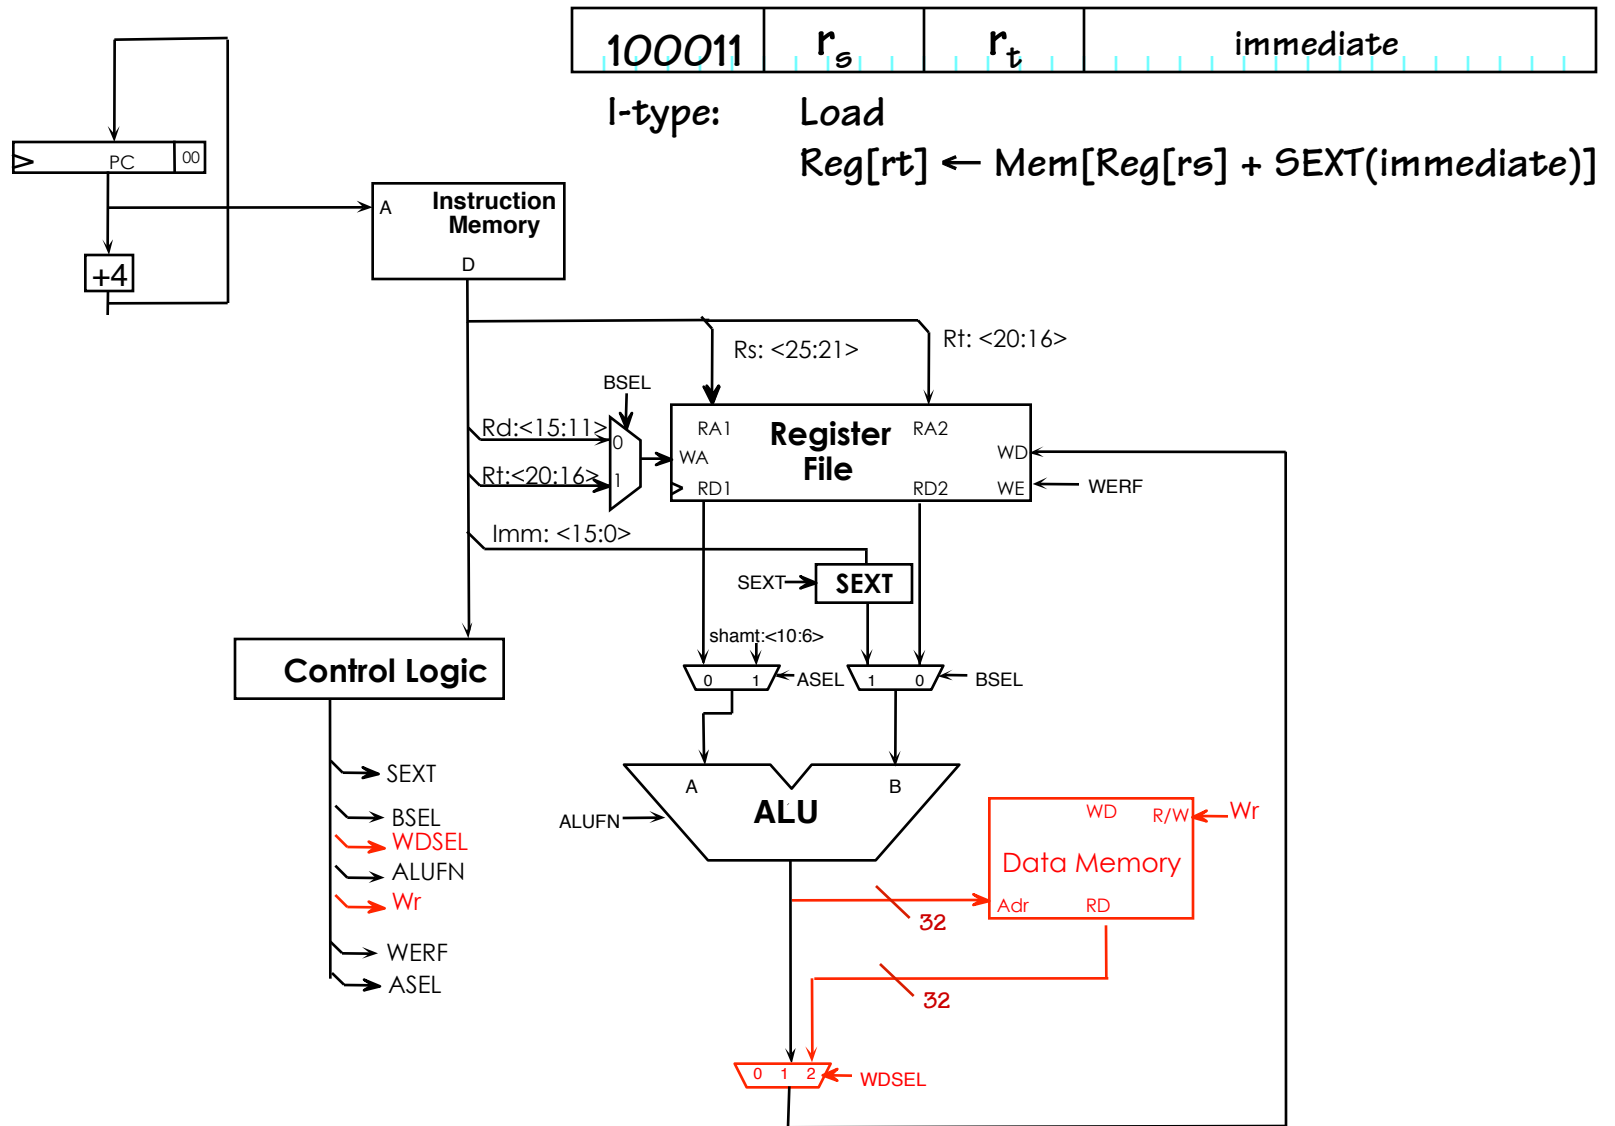 100011 rs rt immediate
I-type: Load
Reg[rt] ← Mem[Reg[rs] + SEXT(immediate)]
PC 00
+4
A Instruction
Memory
D
Rs: <25:21>
Rt: <20:16>
BSEL
Rd:<15:11>
0
Rt:<20:16>
1
RA1 Register RA2
WA File WD
RD1 RD2 WE
WERF
Imm: <15:0>
SEXT SEXT
shamt:<10:6>
0 1 ASEL
1 0 BSEL
Control Logic
SEXT
BSEL
WDSEL
ALUFN
Wr
WERF
ASEL
A B
ALU
ALUFN
WD R/W Wr
Data Memory
Adr RD
32
32
0 1 2 WDSEL